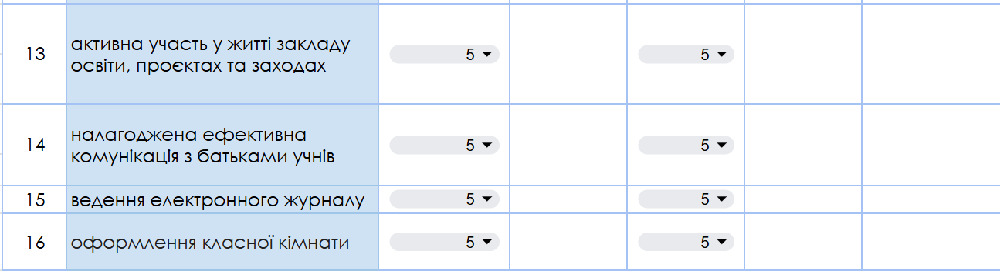 13 активна участь у житті закладу 5 5
освіти, проєктах та заходах
14 налагоджена ефективна 5 5
комунікація з батьками учнів
15 ведення електронного журналу 5 5
16 оформлення класної кімнати 5 5